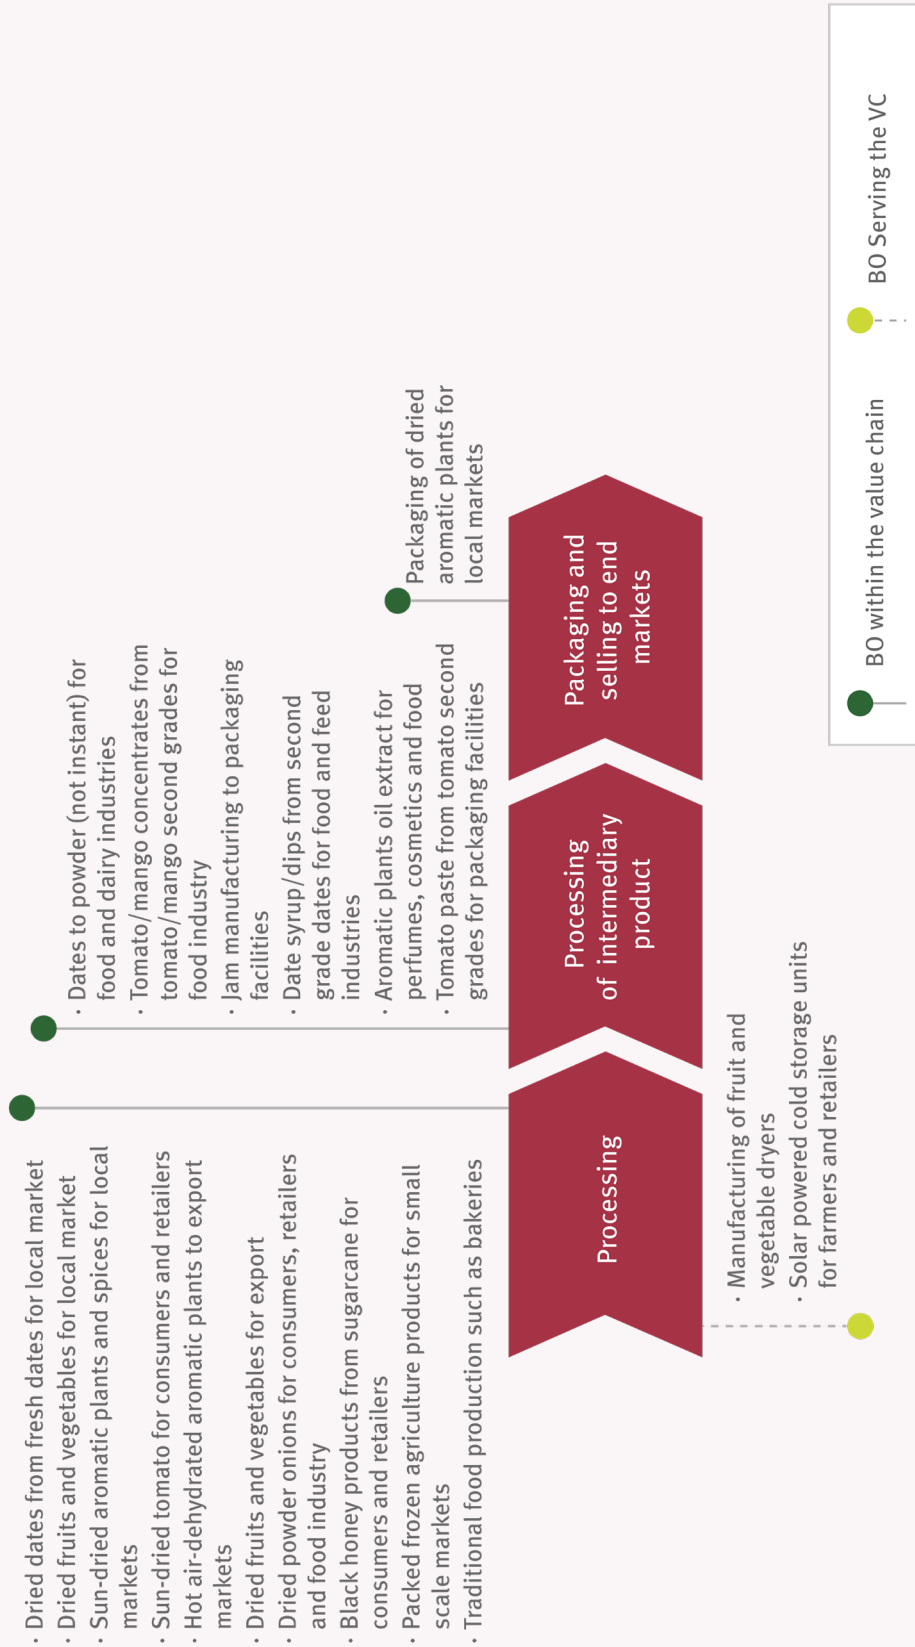 · Dried dates from fresh dates for local market
· Dried fruits and vegetables for local market
· Sun-dried aromatic plants and spices for local
markets
· Sun-dried tomato for consumers and retailers
· Hot air-dehydrated aromatic plants to export
markets
· Dried fruits and vegetables for export
· Dried powder onions for consumers, retailers
and food industry
· Black honey products from sugarcane for
consumers and retailers
· Packed frozen agriculture products for small
scale markets
· Traditional food production such as bakeries
· Dates to powder (not instant) for
food and dairy industries
· Tomato/mango concentrates from
tomato/mango second grades for
food industry
· Jam manufacturing to packaging
facilities
· Date syrup/dips from second
grade dates for food and feed
industries
· Aromatic plants oil extract for
perfumes, cosmetics and food
· Tomato paste from tomato second
grades for packaging facilities
Packaging of dried
aromatic plants for
local markets
Processing
Processing
of intermediary
product
Packaging and
selling to end
markets
· Manufacturing of fruit and
vegetable dryers
· Solar powered cold storage units
for farmers and retailers
BO within the value chain
BO Serving the VC